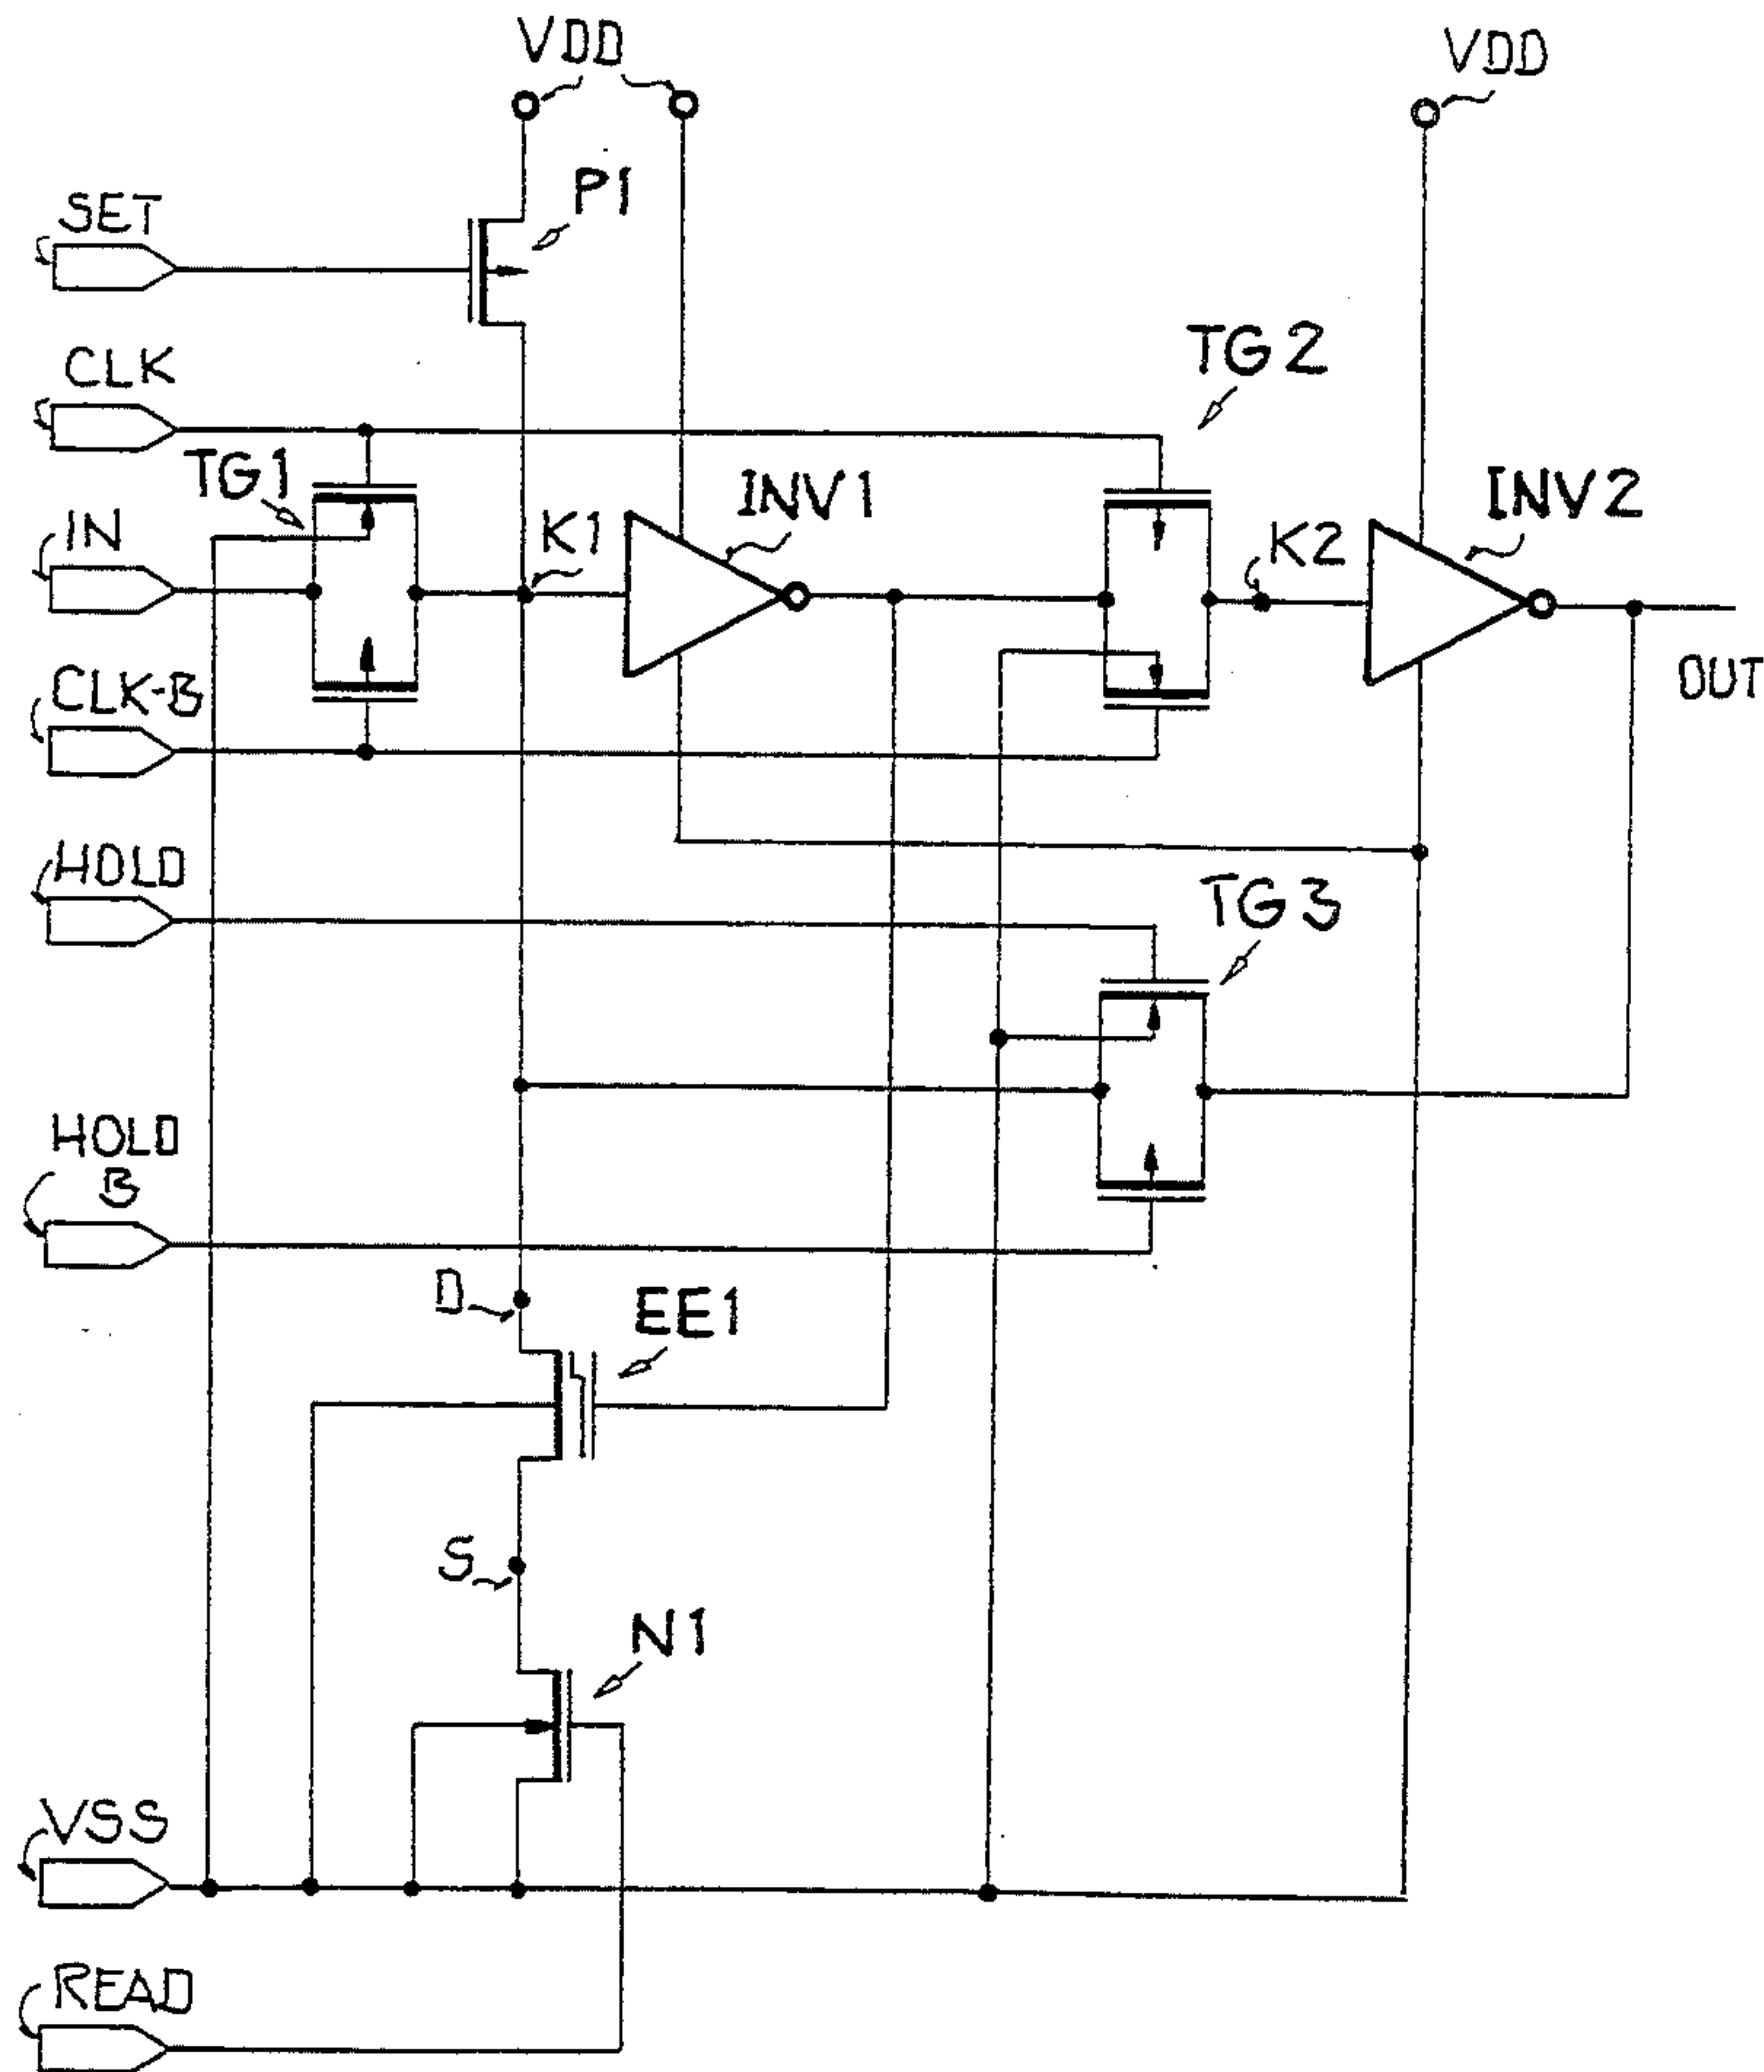 VDD
VDD
P1
SET
TG2
CLK
TG1
INV1
INV2
IN
K1
K2
OUT
CLK-B
HOLD
TG3
HOLD
B
D
EE1
S
N1
VSS
READ